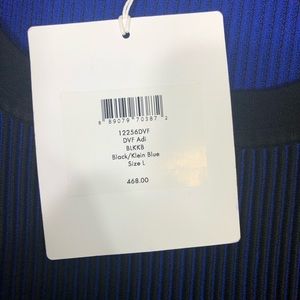 8 89079 70387 2
12256DVF
DVF Adi
BLKKB
Black/Klein Blue
Size L
468.00